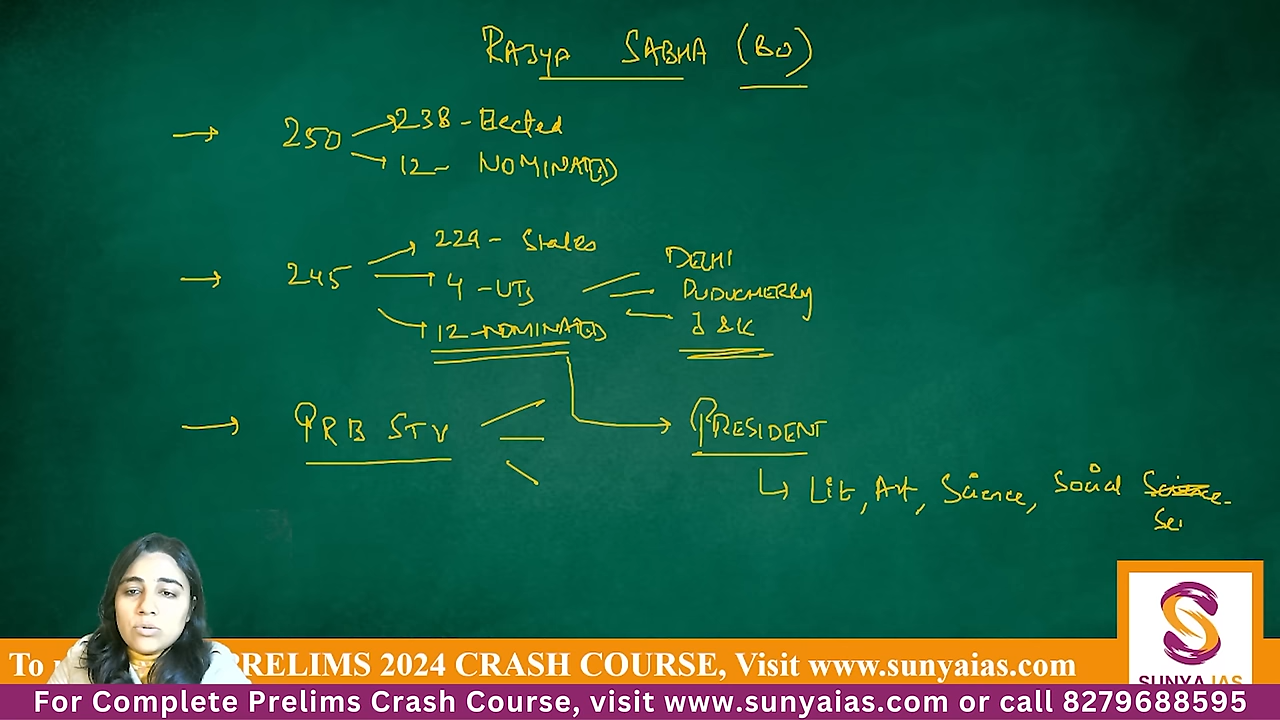 RAJYA SABHA (80)
→ 250 → 238 - Elected
→ 12 - NOMINATED
→ 245 → 229 - States
→ 4 - UTs
DELHI
PUDUCHERRY
J & K
→ 12 - NOMINATED
→ PRB STV
→ PRESIDENT
↳ Lit, Art, Science, Social Science
Sei
To PRELIMS 2024 CRASH COURSE, Visit www.sunyaias.com
SUNYA IAS
For Complete Prelims Crash Course, visit www.sunyaias.com or call 8279688595